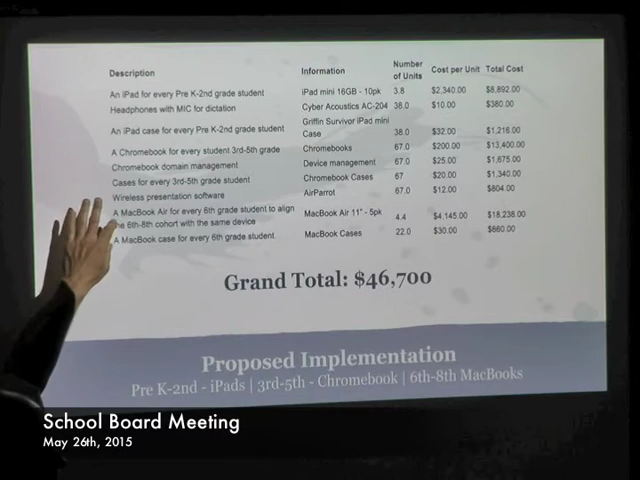 Description Information Number of Units Cost per Unit Total Cost
An iPad for every Pre K-2nd grade student iPad mini 16GB - 10pk 3.8 $2,340.00 $8,892.00
Headphones with MIC for dictation Cyber Acoustics AC-204 38.0 $10.00 $380.00
An iPad case for every Pre K-2nd grade student Griffin Survivor iPad mini Case 38.0 $32.00 $1,216.00
A Chromebook for every student 3rd-5th grade Chromebooks 67.0 $200.00 $13,400.00
Chromebook domain management Device management 67.0 $25.00 $1,675.00
Cases for every 3rd-5th grade student Chromebook Cases 67 $20.00 $1,340.00
Wireless presentation software AirParrot 67.0 $12.00 $804.00
A MacBook Air for every 6th grade student to align
the 6th-8th cohort with the same device MacBook Air 11" - 5pk 4.4 $4,145.00 $18,238.00
A MacBook case for every 6th grade student MacBook Cases 22.0 $30.00 $660.00
Grand Total: $46,700
Proposed Implementation
Pre K-2nd - iPads | 3rd-5th - Chromebook | 6th-8th MacBooks
School Board Meeting
May 26th, 2015